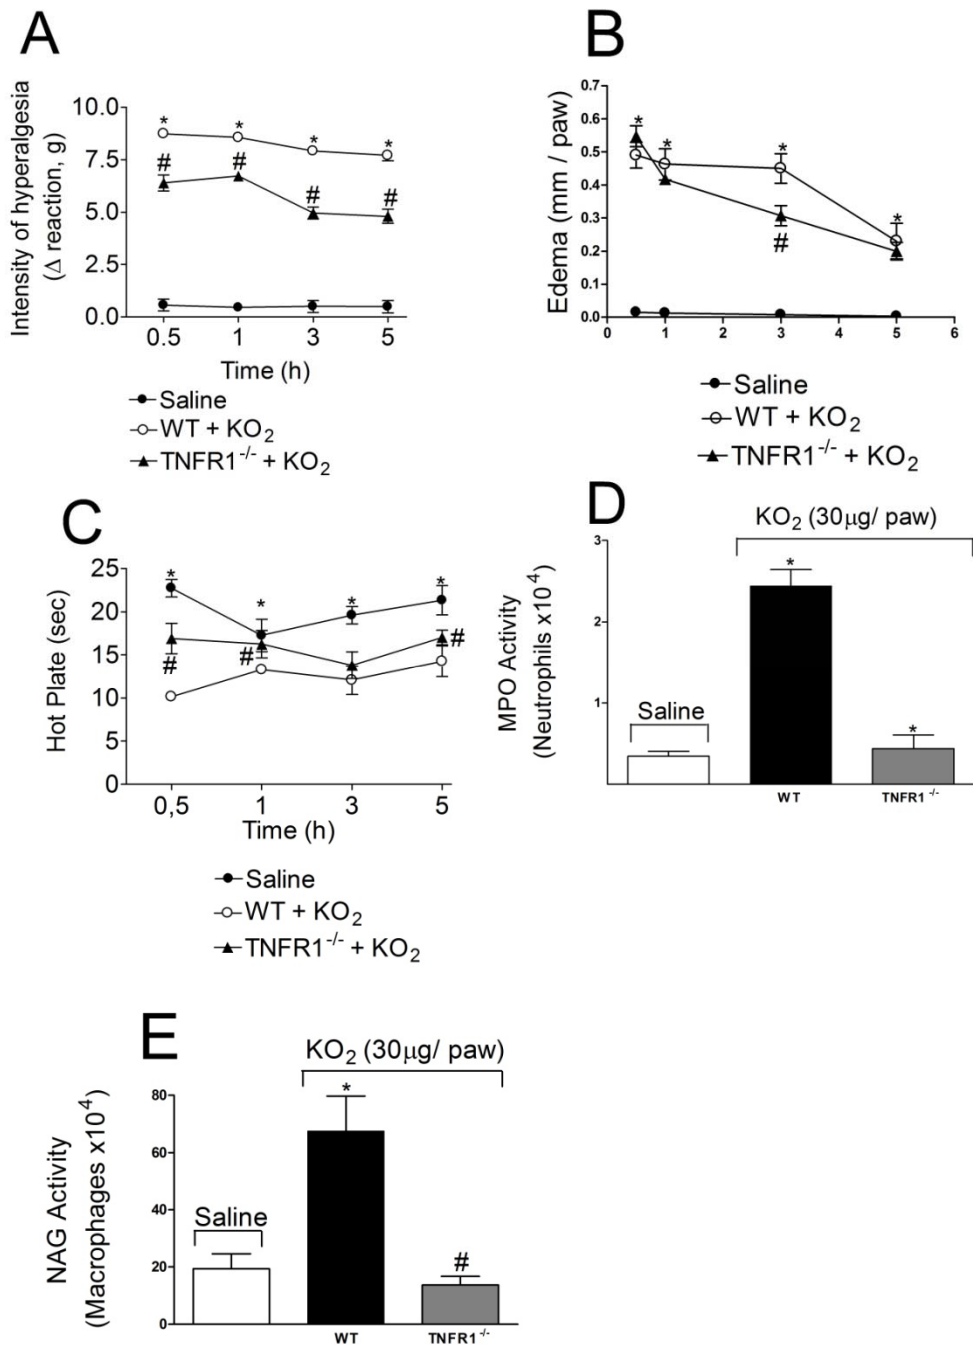 A
Intensity of hyperalgesia
(Δ reaction, g)
10.0
7.5
5.0
2.5
0.0
* * * *
# # # #
0.5 1 3 5
Time (h)
Saline
WT + KO₂
TNFR1⁻/⁻ + KO₂
B
Edema (mm / paw)
0.7
0.6
0.5
0.4
0.3
0.2
0.1
0.0
* * * *
#
0 1 2 3 4 5 6
Saline
WT + KO₂
TNFR1⁻/⁻ + KO₂
C
Hot Plate (sec)
25
20
15
10
5
0
* * * *
# # #
0,5 1 3 5
Time (h)
Saline
WT + KO₂
TNFR1⁻/⁻ + KO₂
D
KO₂ (30μg/ paw)
MPO Activity
(Neutrophils x10⁴)
3
2
1
Saline
*
*
WT TNFR1⁻/⁻
E
KO₂ (30μg/ paw)
NAG Activity
(Macrophages x10⁴)
80
60
40
20
0
Saline
*
#
WT TNFR1⁻/⁻